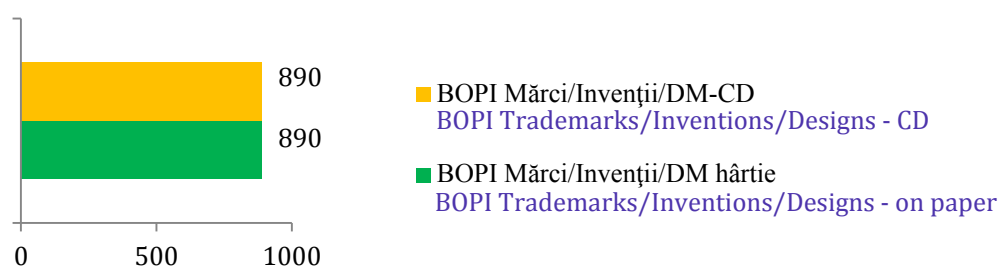 890
890
0 500 1000
BOPI Mărci/Invenţii/DM-CD
BOPI Trademarks/Inventions/Designs - CD
BOPI Mărci/Invenţii/DM hârtie
BOPI Trademarks/Inventions/Designs - on paper